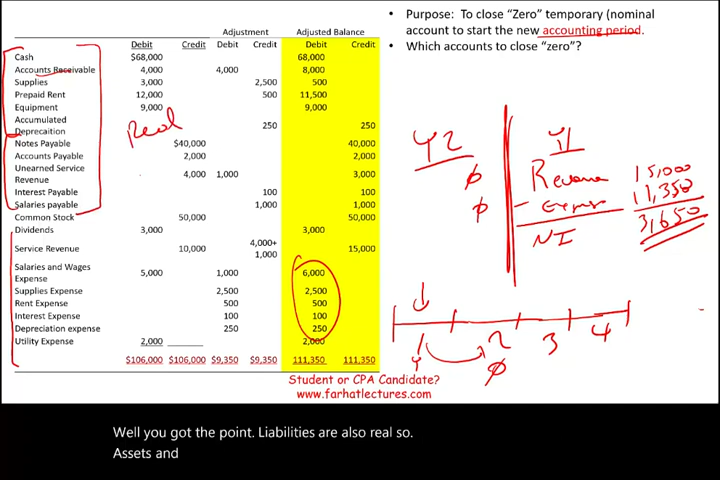 • Purpose: To close “Zero” temporary (nominal
account to start the new accounting period.
• Which accounts to close “zero”?
Adjustment Adjusted Balance
Debit Credit Debit Credit Debit Credit
Cash $68,000 68,000
Accounts Receivable 4,000 4,000 8,000
Supplies 3,000 2,500 500
Prepaid Rent 12,000 500 11,500
Equipment 9,000 9,000
Accumulated
Deprecaition 250 250
Real
Notes Payable $40,000 40,000
Accounts Payable 2,000 2,000
Unearned Service
Revenue 4,000 1,000 3,000
Interest Payable 100 100
Salaries payable 1,000 1,000
Common Stock 50,000 50,000
Dividends 3,000 3,000
Service Revenue 10,000 4,000+
1,000 15,000
Salaries and Wages
Expense 5,000 1,000 6,000
Supplies Expense 2,500 2,500
Rent Expense 500 500
Interest Expense 100 100
Depreciation expense 250 250
Utility Expense 2,000 2,000
$106,000 $106,000 $9,350 $9,350 111,350 111,350
Y2 Y1
ø Revenue 15,000
ø - Expense 11,350
NI 3,650
2 3 4
ø
Student or CPA Candidate?
www.farhatlectures.com
Well you got the point. Liabilities are also real so.
Assets and